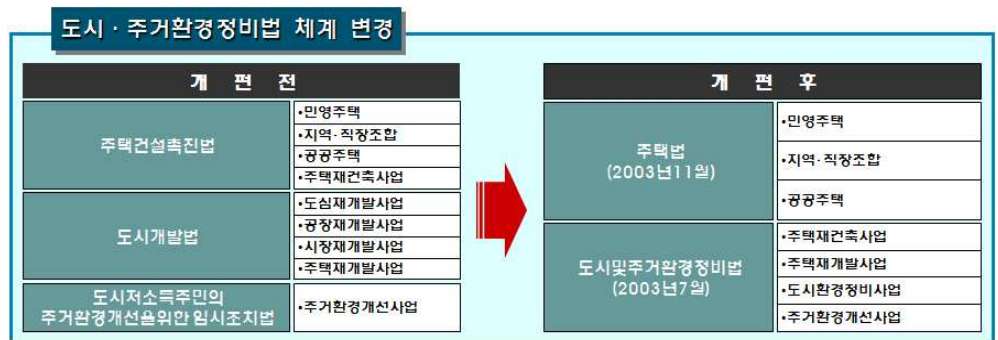 도시·주거환경정비법 체계 변경
개 편 전
주택건설촉진법
•민영주택
•지역·직장조합
•공공주택
•주택재건축사업
도시개발법
•도심재개발사업
•공장재개발사업
•시장재개발사업
•주택재개발사업
도시저소득주민의
주거환경개선을위한임시조치법
•주거환경개선사업
개 편 후
주택법
(2003년11월)
•민영주택
•지역·직장조합
•공공주택
도시및주거환경정비법
(2003년7월)
•주택재건축사업
•주택재개발사업
•도시환경정비사업
•주거환경개선사업